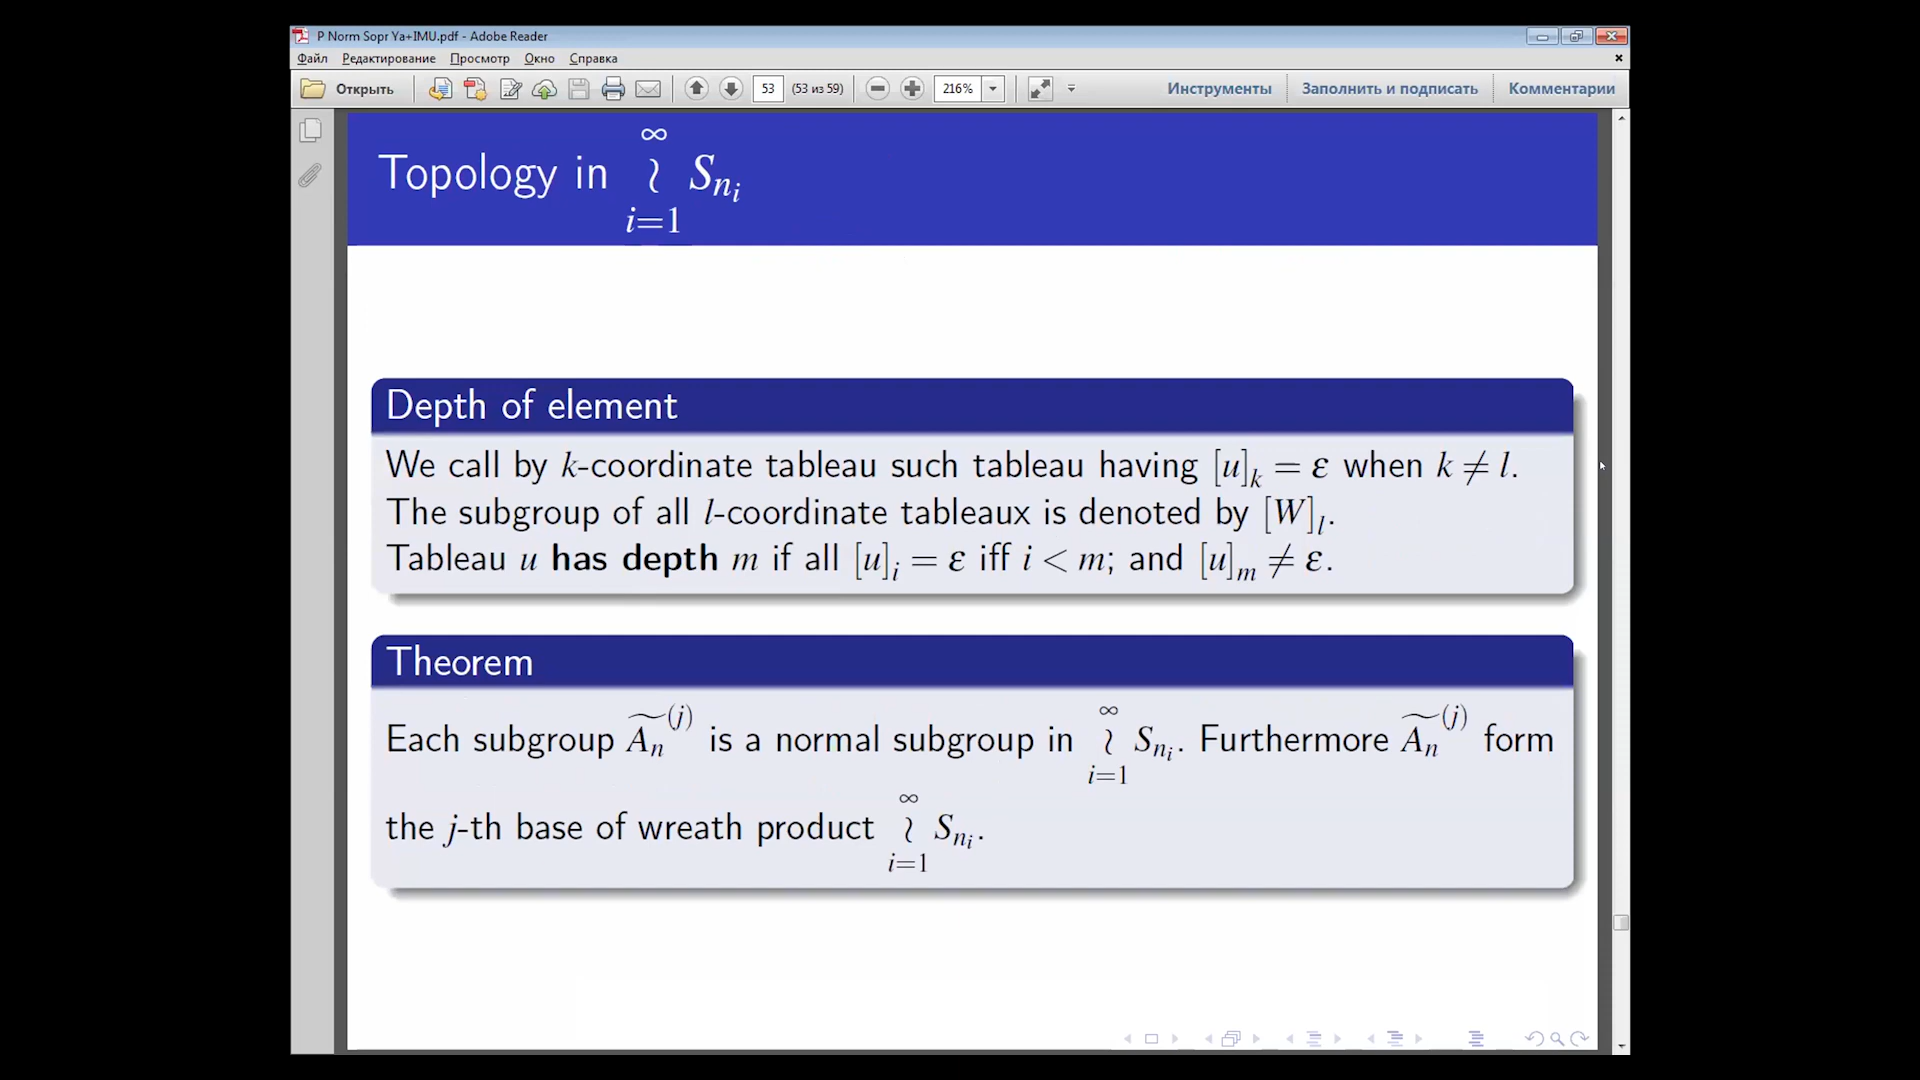 P Norm Sopr Ya+IMU.pdf - Adobe Reader
Файл Редактирование Просмотр Окно Справка
Открыть 53 (53 из 59) 216% Инструменты Заполнить и подписать Комментарии
Topology in ∞ ≀ i=1 S_{n_i}
Depth of element
We call by k-coordinate tableau such tableau having [u]_k = ε when k ≠ l.
The subgroup of all l-coordinate tableaux is denoted by [W]_l.
Tableau u has depth m if all [u]_i = ε iff i < m; and [u]_m ≠ ε.
Theorem
Each subgroup \widetilde{A_n}^{(j)} is a normal subgroup in ∞ ≀ i=1 S_{n_i}. Furthermore \widetilde{A_n}^{(j)} form
the j-th base of wreath product ∞ ≀ i=1 S_{n_i}.